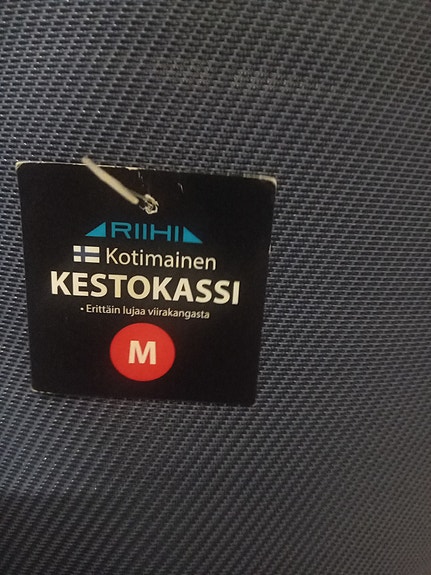 RIIHI
Kotimainen
KESTOKASSI
• Erittäin lujaa viirakangasta
M